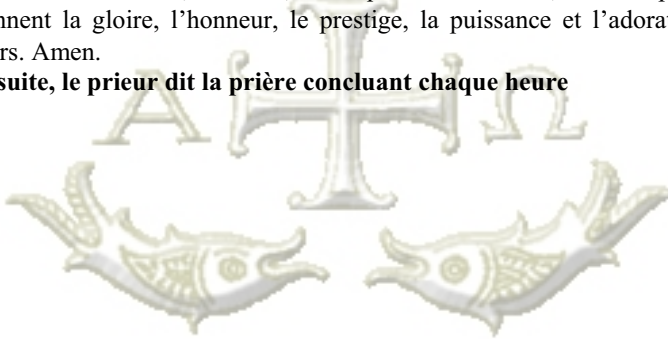 nnent la gloire, l’honneur, le prestige, la puissance et l’adorat
rs. Amen.
suite, le prieur dit la prière concluant chaque heure
Α Ω